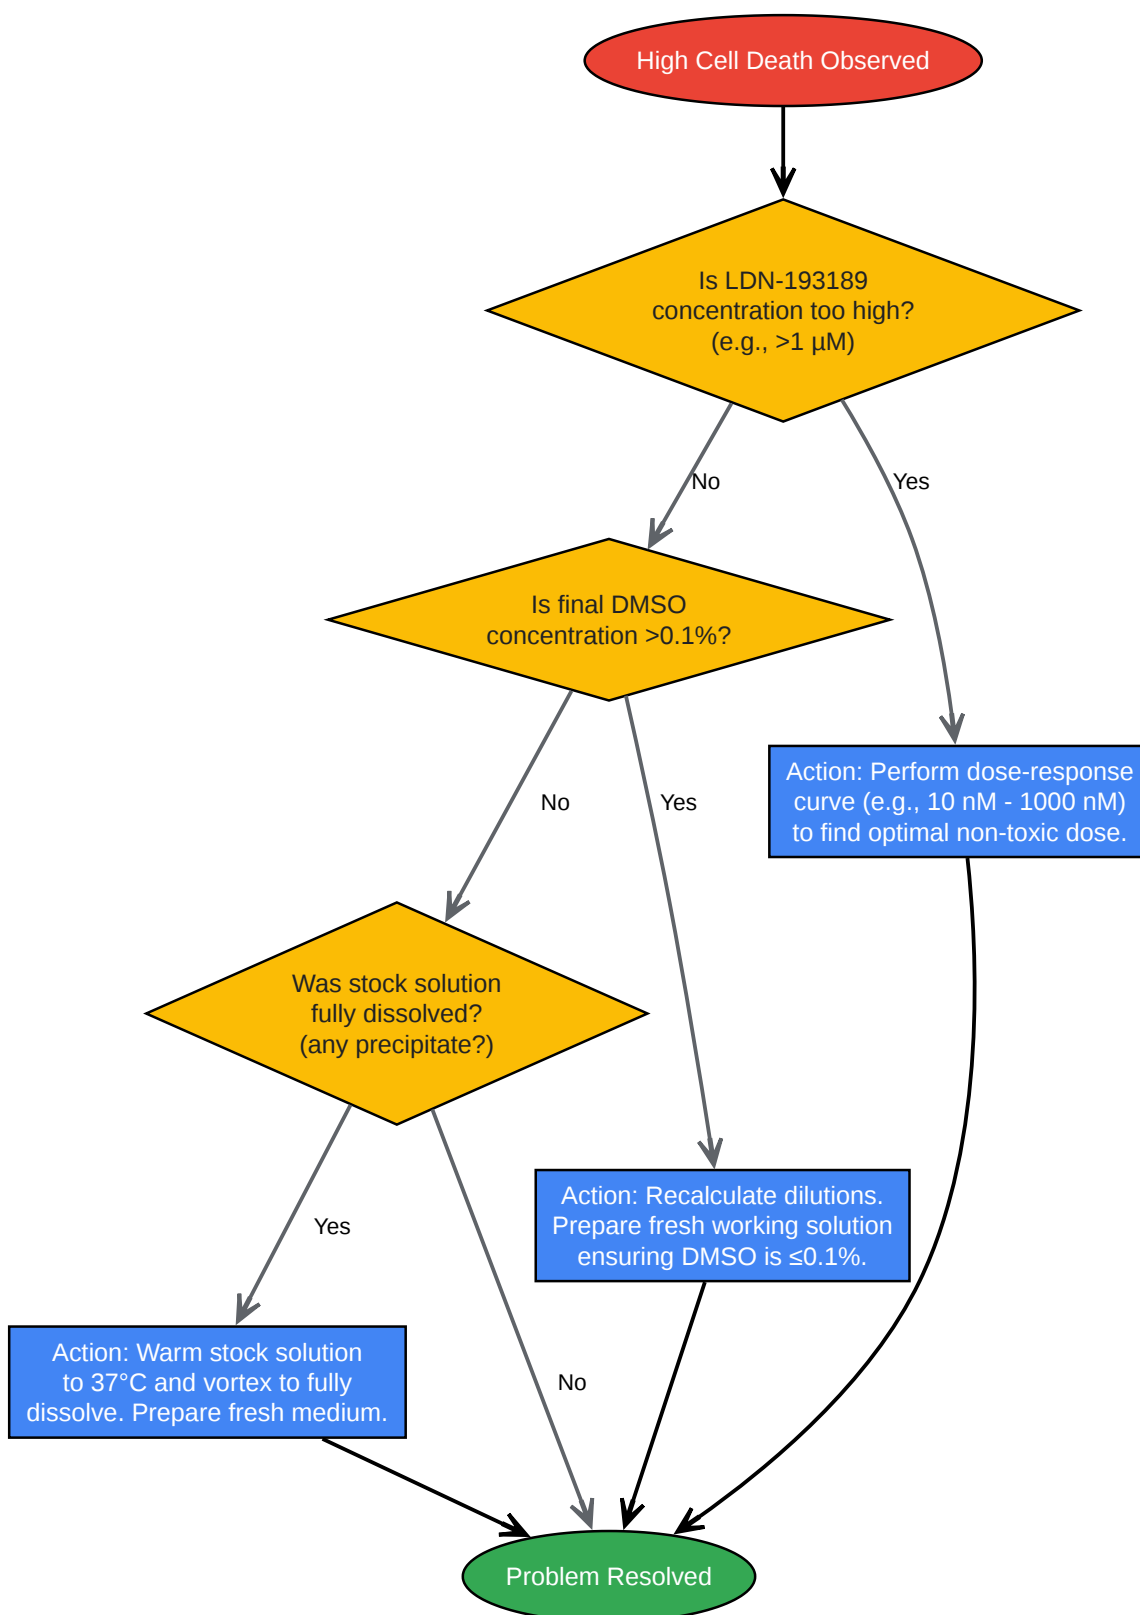 High Cell Death Observed
Is LDN-193189
concentration too high?
(e.g., >1 µM)
No
Yes
Is final DMSO
concentration >0.1%?
Action: Perform dose-response
curve (e.g., 10 nM - 1000 nM)
to find optimal non-toxic dose.
No
Yes
Was stock solution
fully dissolved?
(any precipitate?)
Action: Recalculate dilutions.
Prepare fresh working solution
ensuring DMSO is ≤0.1%.
Yes
Action: Warm stock solution
to 37°C and vortex to fully
dissolve. Prepare fresh medium.
No
Problem Resolved